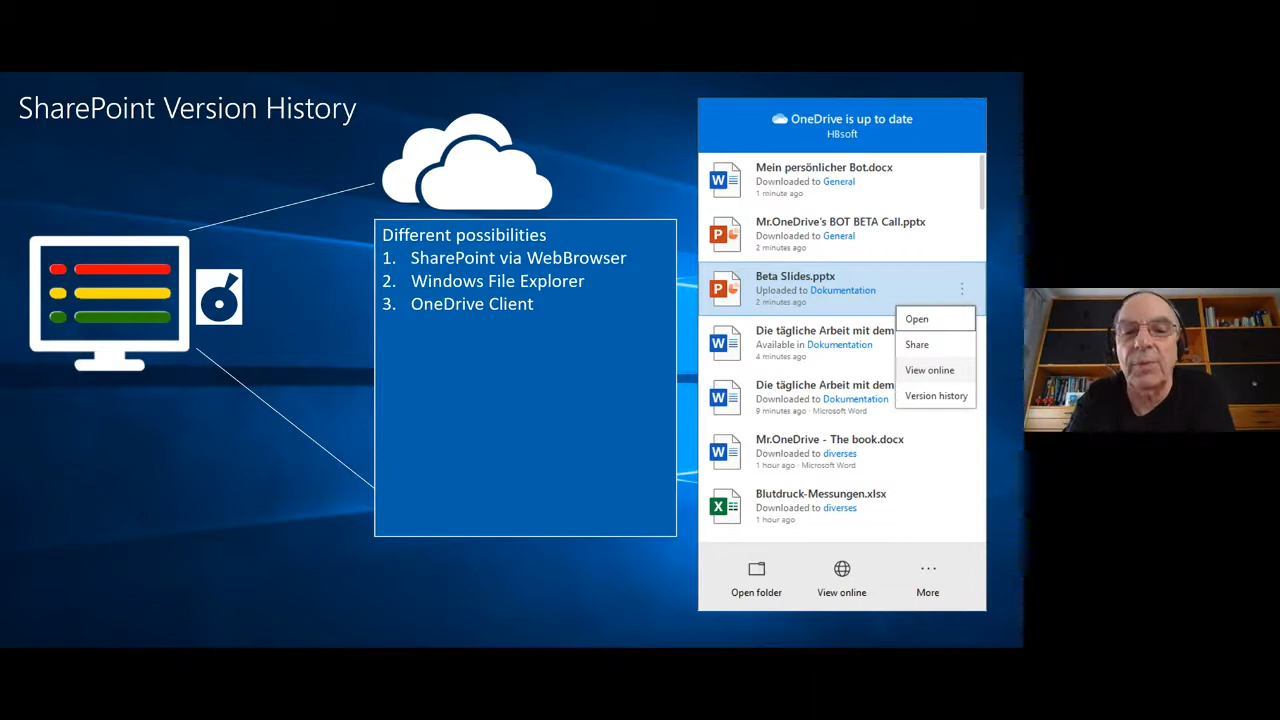 SharePoint Version History
Different possibilities
1. SharePoint via WebBrowser
2. Windows File Explorer
3. OneDrive Client
OneDrive is up to date
HBsoft
Mein persönlicher Bot.docx
Downloaded to General
1 minute ago
Mr.OneDrive's BOT BETA Call.pptx
Downloaded to General
2 minutes ago
Beta Slides.pptx
Uploaded to Dokumentation
2 minutes ago
Open
Share
View online
Version history
Die tägliche Arbeit mit dem
Available in Dokumentation
4 minutes ago
Die tägliche Arbeit mit dem
Downloaded to Dokumentation
9 minutes ago · Microsoft Word
Mr.OneDrive - The book.docx
Downloaded to diverses
1 hour ago · Microsoft Word
Blutdruck-Messungen.xlsx
Downloaded to diverses
1 hour ago
Open folder
View online
More